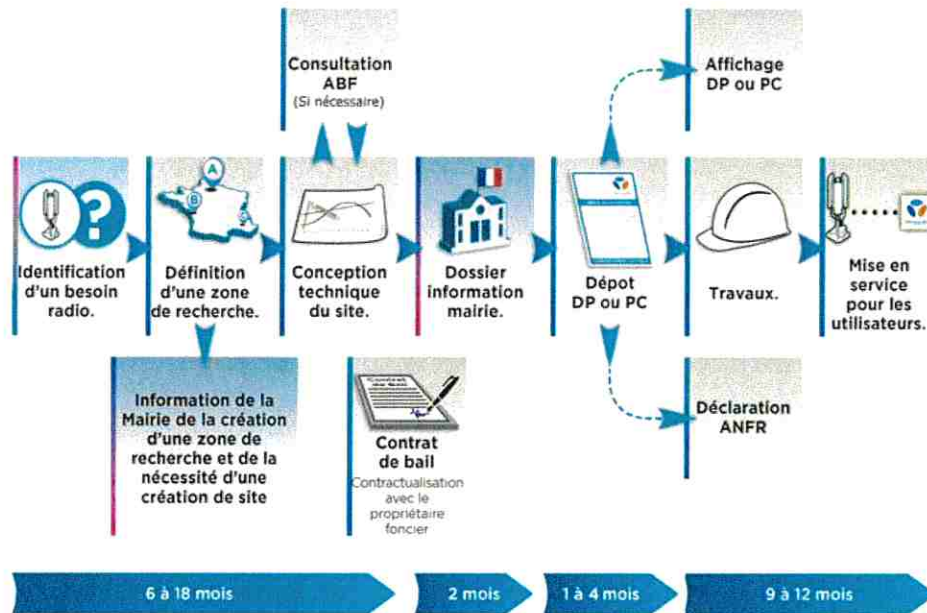 Consultation
ABF
(Si nécessaire)
Affichage
DP ou PC
A
B
Identification
d'un besoin
radio.
Définition
d'une zone
de recherche.
Conception
technique
du site.
Dossier
information
mairie.
Dépot
DP ou PC
Travaux.
Mise en
service
pour les
utilisateurs.
Information de la
Mairie de la création
d'une zone de
recherche et de la
nécessité d'une
création de site
Contrat
de bail
Contrat
de bail
Contractualisation
avec le
propriétaire
foncier
Déclaration
ANFR
6 à 18 mois
2 mois
1 à 4 mois
9 à 12 mois